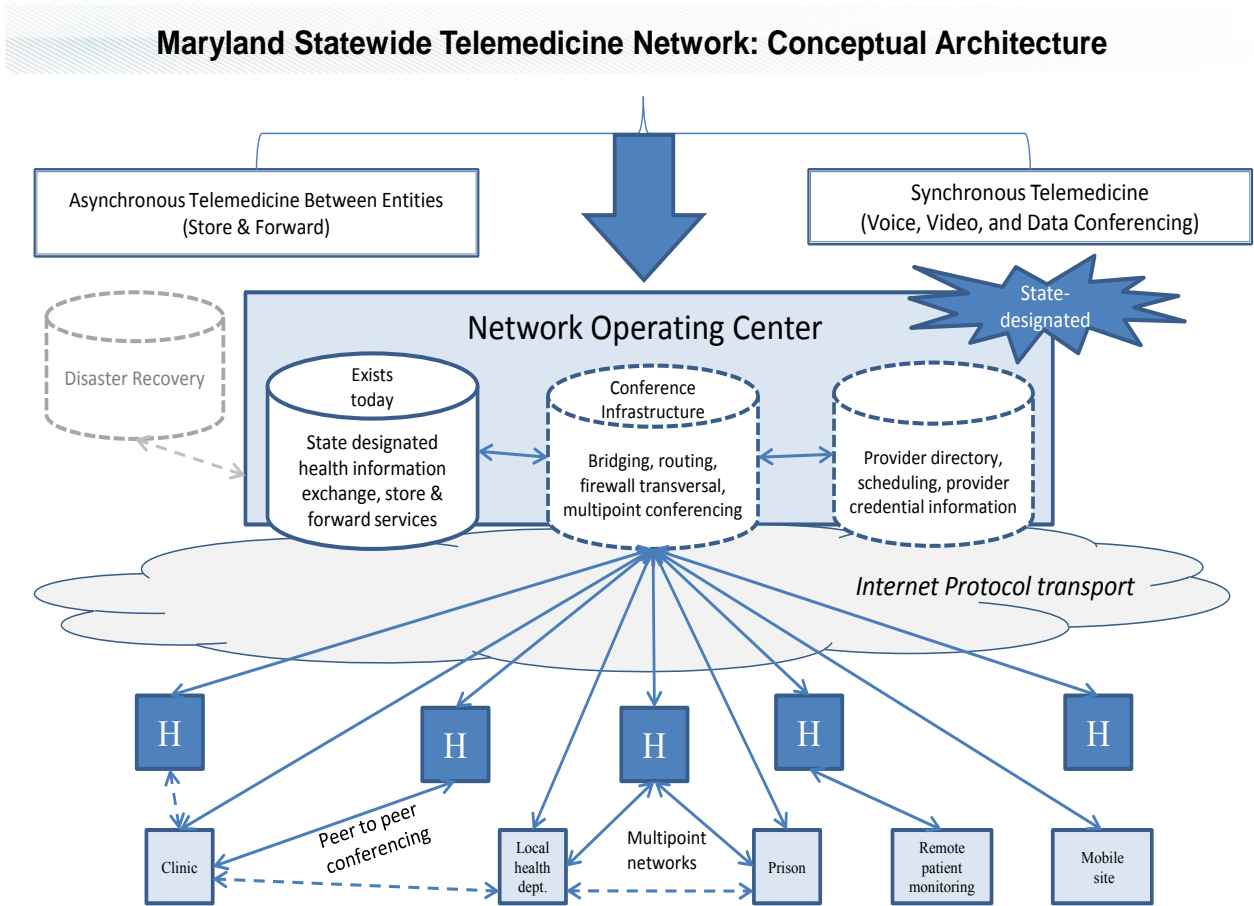 Maryland Statewide Telemedicine Network: Conceptual Architecture
Asynchronous Telemedicine Between Entities
(Store & Forward)
Synchronous Telemedicine
(Voice, Video, and Data Conferencing)
State-
designated
Network Operating Center
Disaster Recovery
Exists
today
State designated
health information
exchange, store &
forward services
Conference
Infrastructure
Bridging, routing,
firewall transversal,
multipoint conferencing
Provider directory,
scheduling, provider
credential information
Internet Protocol transport
H
H
H
H
H
Peer to peer
conferencing
Multipoint
networks
Clinic
Local
health
dept.
Prison
Remote
patient
monitoring
Mobile
site